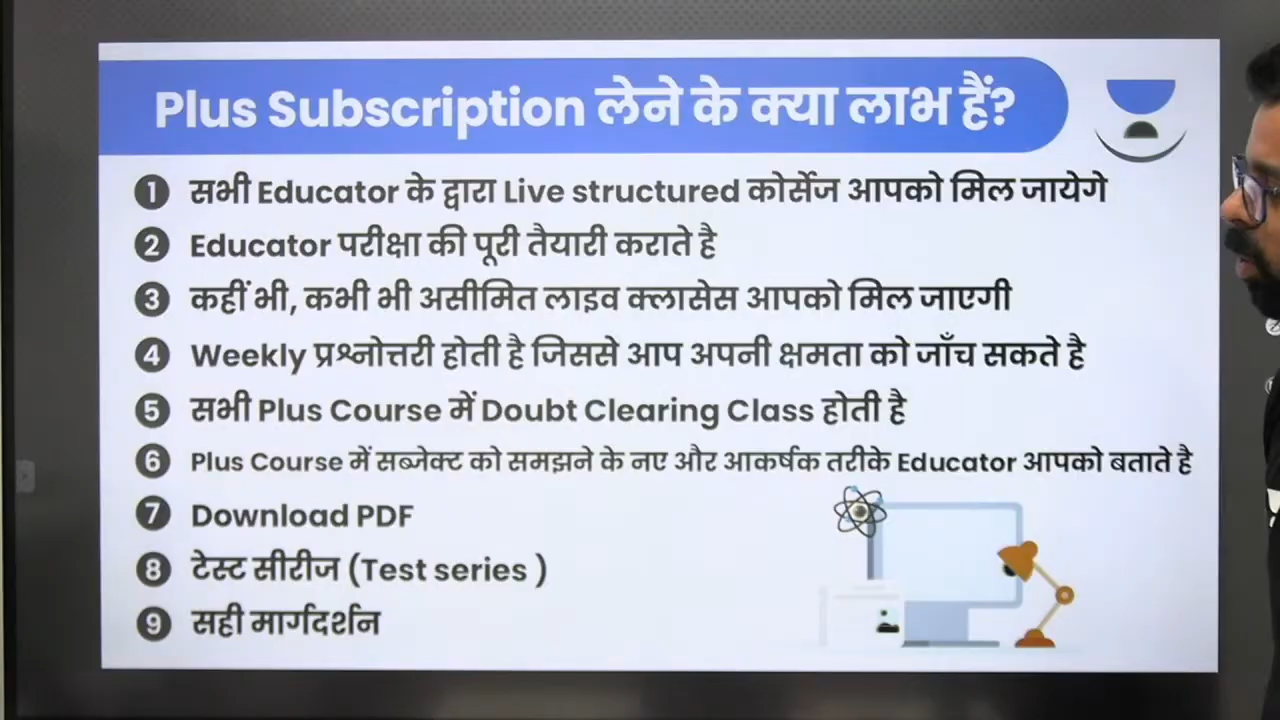 Plus Subscription लेने के क्या लाभ हैं?
1 सभी Educator के द्वारा Live structured कोर्सेज आपको मिल जायेगे
2 Educator परीक्षा की पूरी तैयारी कराते है
3 कहीं भी, कभी भी असीमित लाइव क्लासेस आपको मिल जाएगी
4 Weekly प्रश्नोत्तरी होती है जिससे आप अपनी क्षमता को जाँच सकते है
5 सभी Plus Course में Doubt Clearing Class होती है
6 Plus Course में सब्जेक्ट को समझने के नए और आकर्षक तरीके Educator आपको बताते है
7 Download PDF
8 टेस्ट सीरीज (Test series )
9 सही मार्गदर्शन